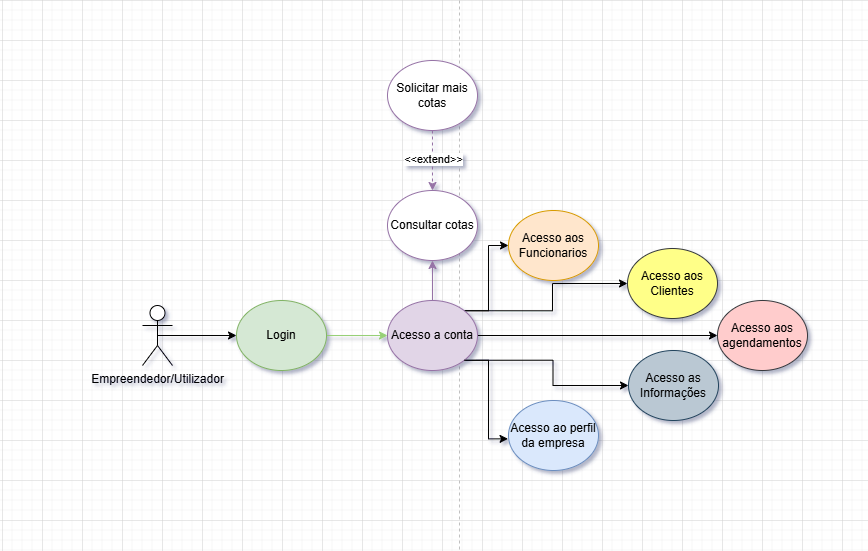 Solicitar mais
cotas
<<extend>>
Consultar cotas
Acesso aos
Funcionarios
Acesso aos
Clientes
Login
Acesso a conta
Acesso aos
agendamentos
Empreendedor/Utilizador
Acesso as
Informações
Acesso ao perfil
da empresa